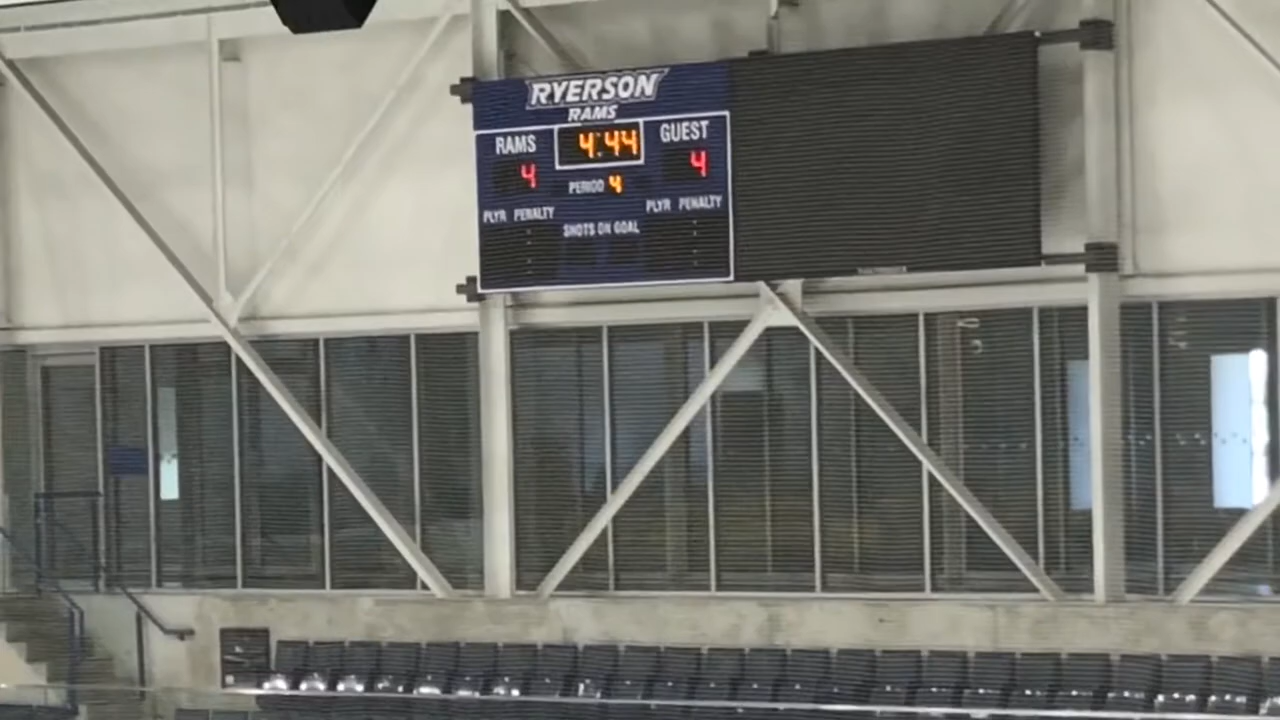 RYERSON
RAMS
RAMS 4:44 GUEST
4 PERIOD 4 4
PLYR PENALTY SHOTS ON GOAL PLYR PENALTY